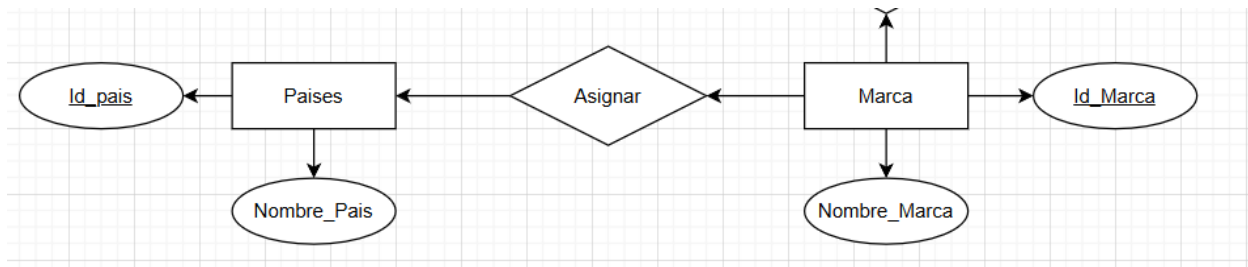 Id_pais
Paises
Asignar
Marca
Id_Marca
Nombre_Pais
Nombre_Marca